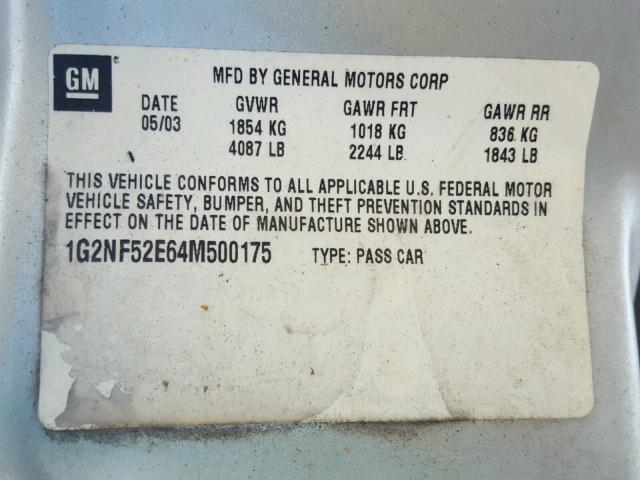 GM ®
MFD BY GENERAL MOTORS CORP
DATE GVWR GAWR FRT GAWR RR
05/03 1854 KG 1018 KG 836 KG
4087 LB 2244 LB 1843 LB
THIS VEHICLE CONFORMS TO ALL APPLICABLE U.S. FEDERAL MOTOR
VEHICLE SAFETY, BUMPER, AND THEFT PREVENTION STANDARDS IN
EFFECT ON THE DATE OF MANUFACTURE SHOWN ABOVE.
1G2NF52E64M500175 TYPE: PASS CAR